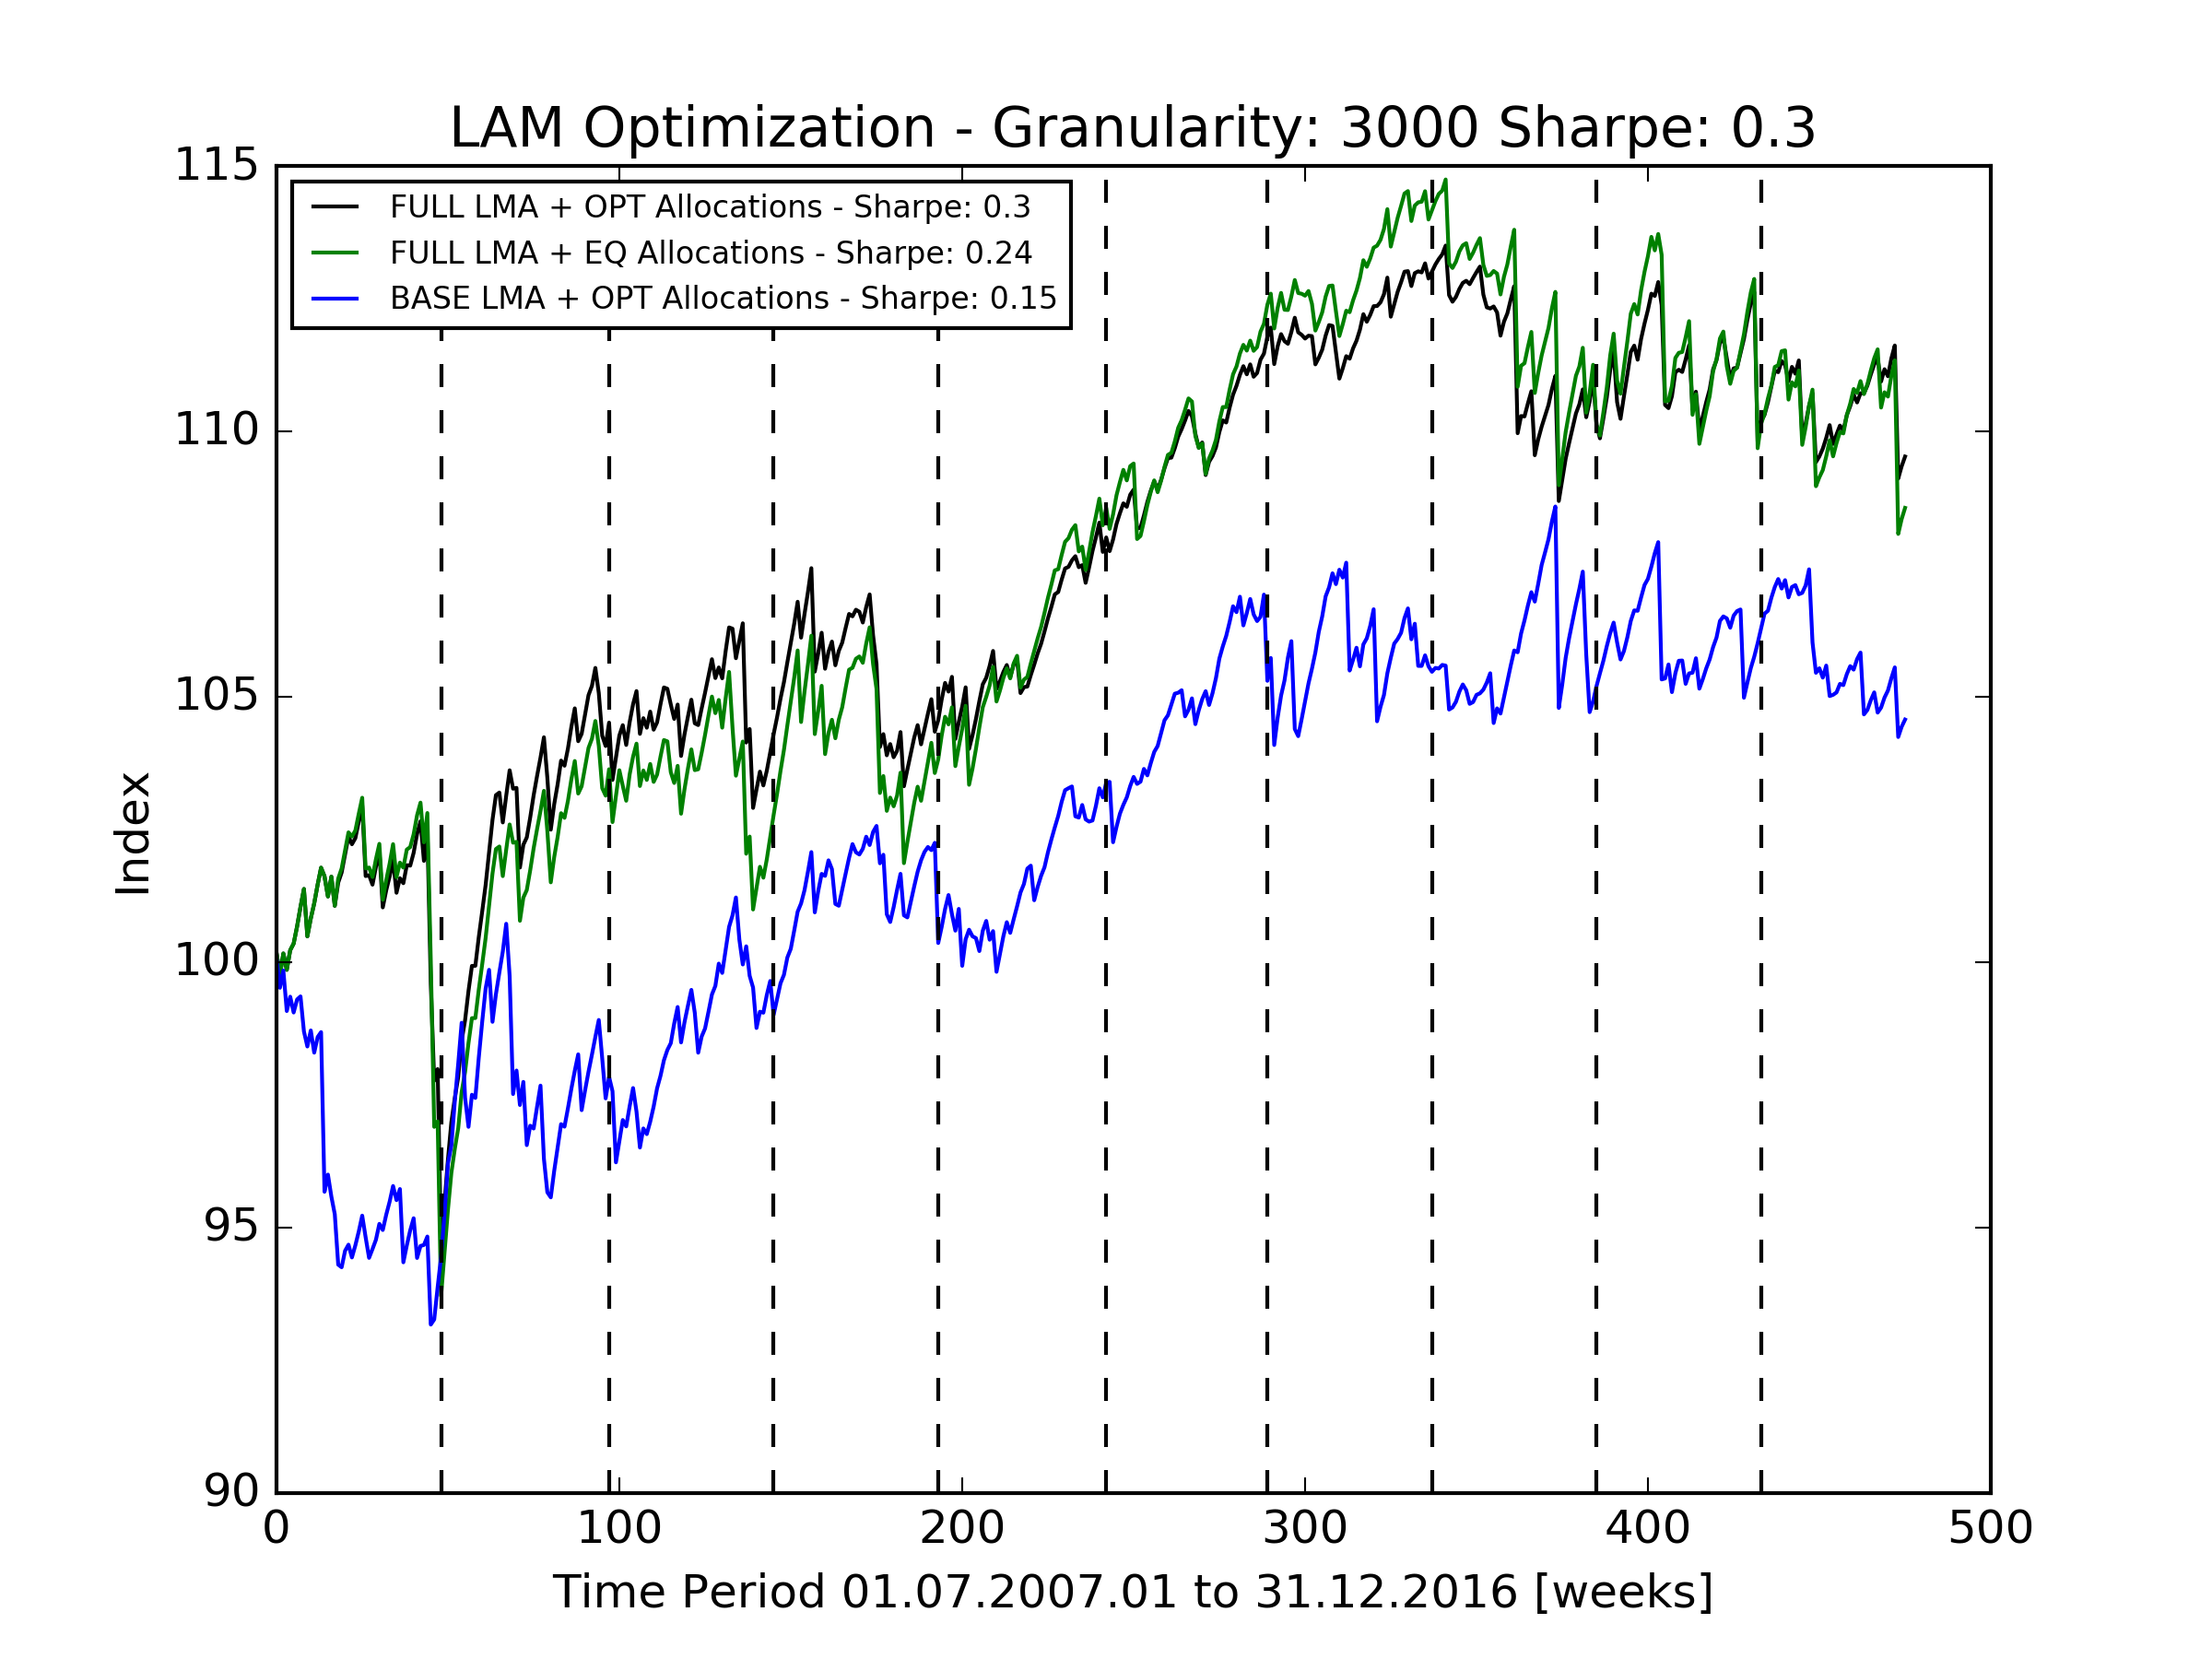 LAM Optimization - Granularity: 3000 Sharpe: 0.3
115
FULL LMA + OPT Allocations - Sharpe: 0.3
FULL LMA + EQ Allocations - Sharpe: 0.24
BASE LMA + OPT Allocations - Sharpe: 0.15
110
105
Index
100
95
90
0 100 200 300 400 500
Time Period 01.07.2007.01 to 31.12.2016 [weeks]